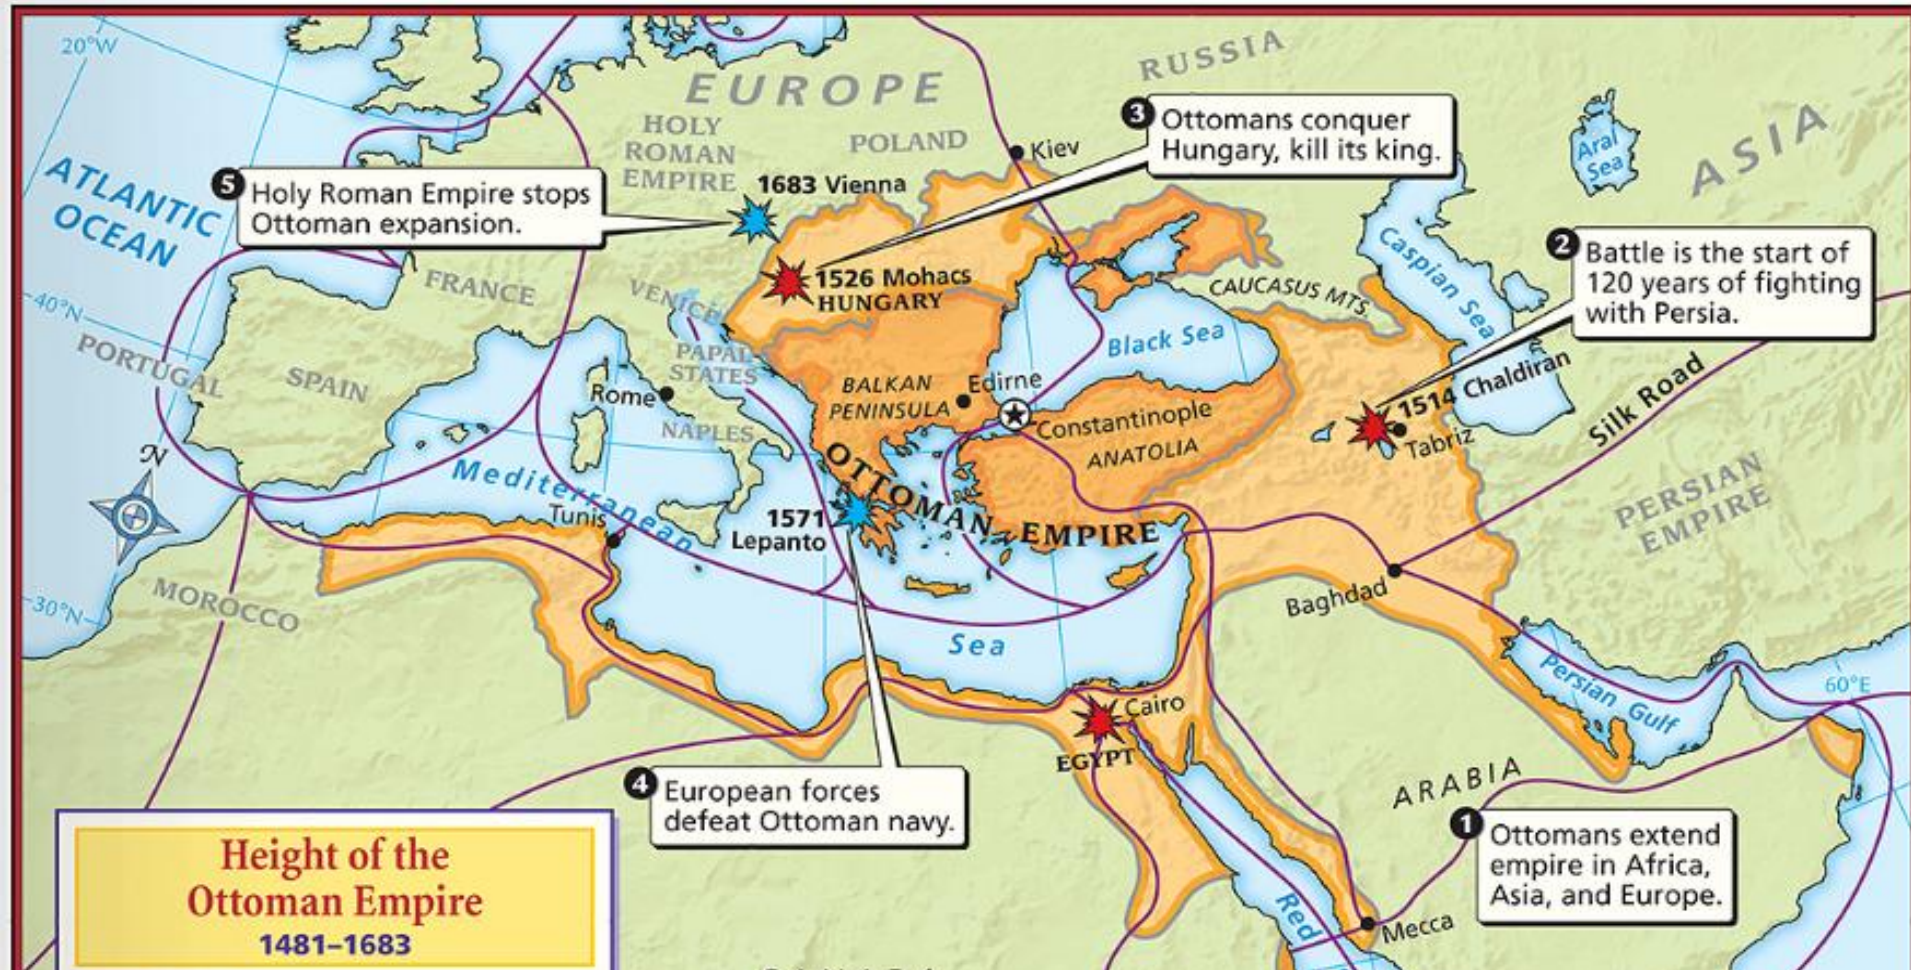 20°W
EUROPE
RUSSIA
HOLY
ROMAN
EMPIRE
POLAND
Kiev
3
Ottomans conquer
Hungary, kill its king.
Aral
Sea
ASIA
ATLANTIC
OCEAN
5
Holy Roman Empire stops
Ottoman expansion.
1683 Vienna
2
Battle is the start of
120 years of fighting
with Persia.
Caspian Sea
FRANCE
VENICE
1526 Mohacs
HUNGARY
CAUCASUS MTS.
40°N
PORTUGAL
SPAIN
PAPAL
STATES
Black Sea
Rome
NAPLES
BALKAN
PENINSULA
Edirne
Constantinople
ANATOLIA
1514 Chaldiran
Tabriz
Silk Road
N
Mediterranean
Sea
OTTOMAN EMPIRE
Tunis
1571
Lepanto
PERSIAN
EMPIRE
30°N
MOROCCO
Baghdad
Persian Gulf
60°E
Cairo
EGYPT
ARABIA
4
European forces
defeat Ottoman navy.
1
Ottomans extend
empire in Africa,
Asia, and Europe.
Red
Mecca
Height of the
Ottoman Empire
1481–1683